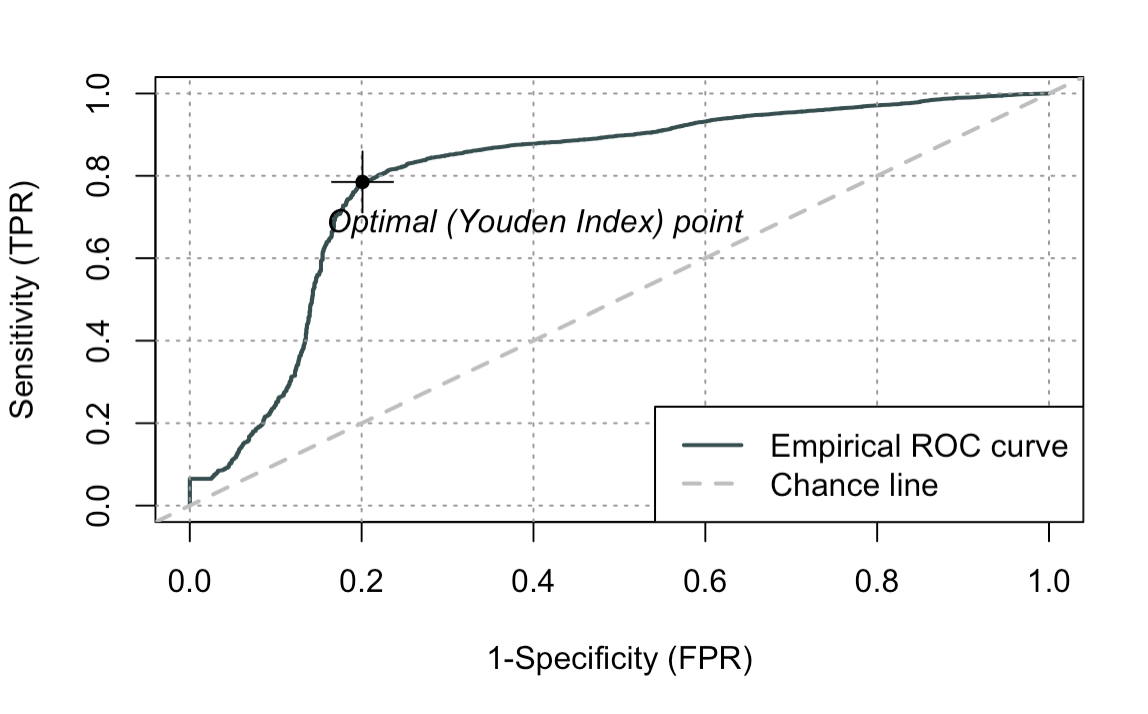 Sensitivity (TPR)
1.0
0.8
0.6
0.4
0.2
0.0
Optimal (Youden Index) point
Empirical ROC curve
Chance line
0.0 0.2 0.4 0.6 0.8 1.0
1-Specificity (FPR)